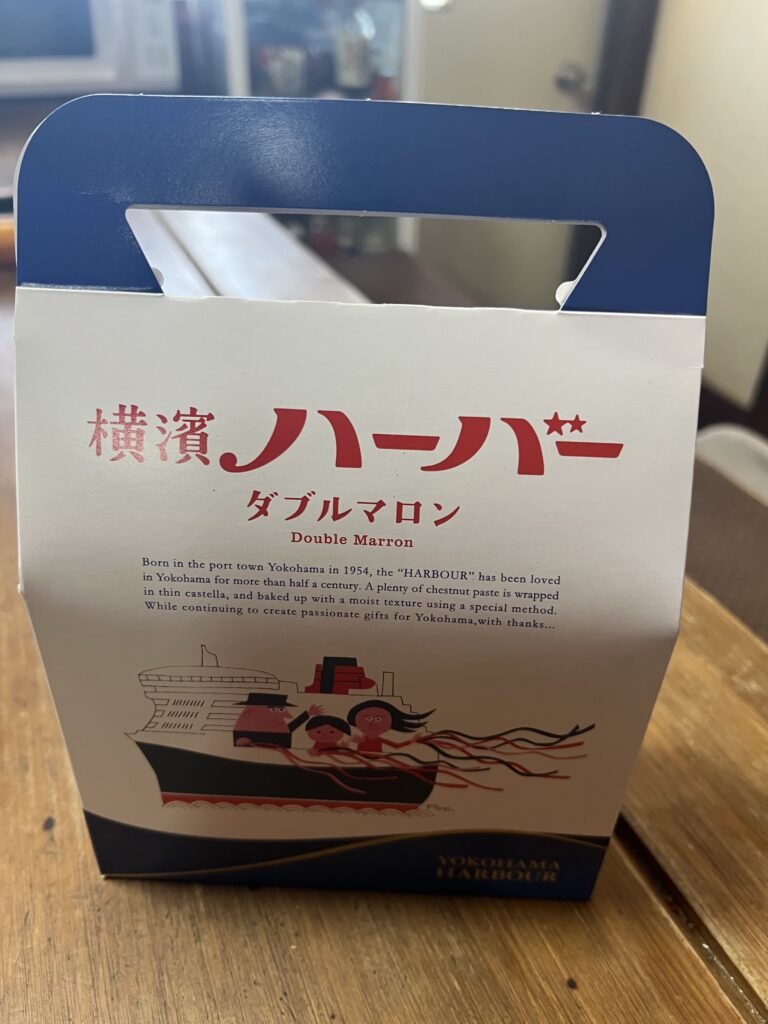 横濱ハーバー
ダブルマロン
Double Marron
Born in the port town Yokohama in 1954, the “HARBOUR” has been loved
in Yokohama for more than half a century. A plenty of chestnut paste is wrapped
in thin castella, and baked up with a moist texture using a special method.
While continuing to create passionate gifts for Yokohama,with thanks...
YOKOHAMA
HARBOUR